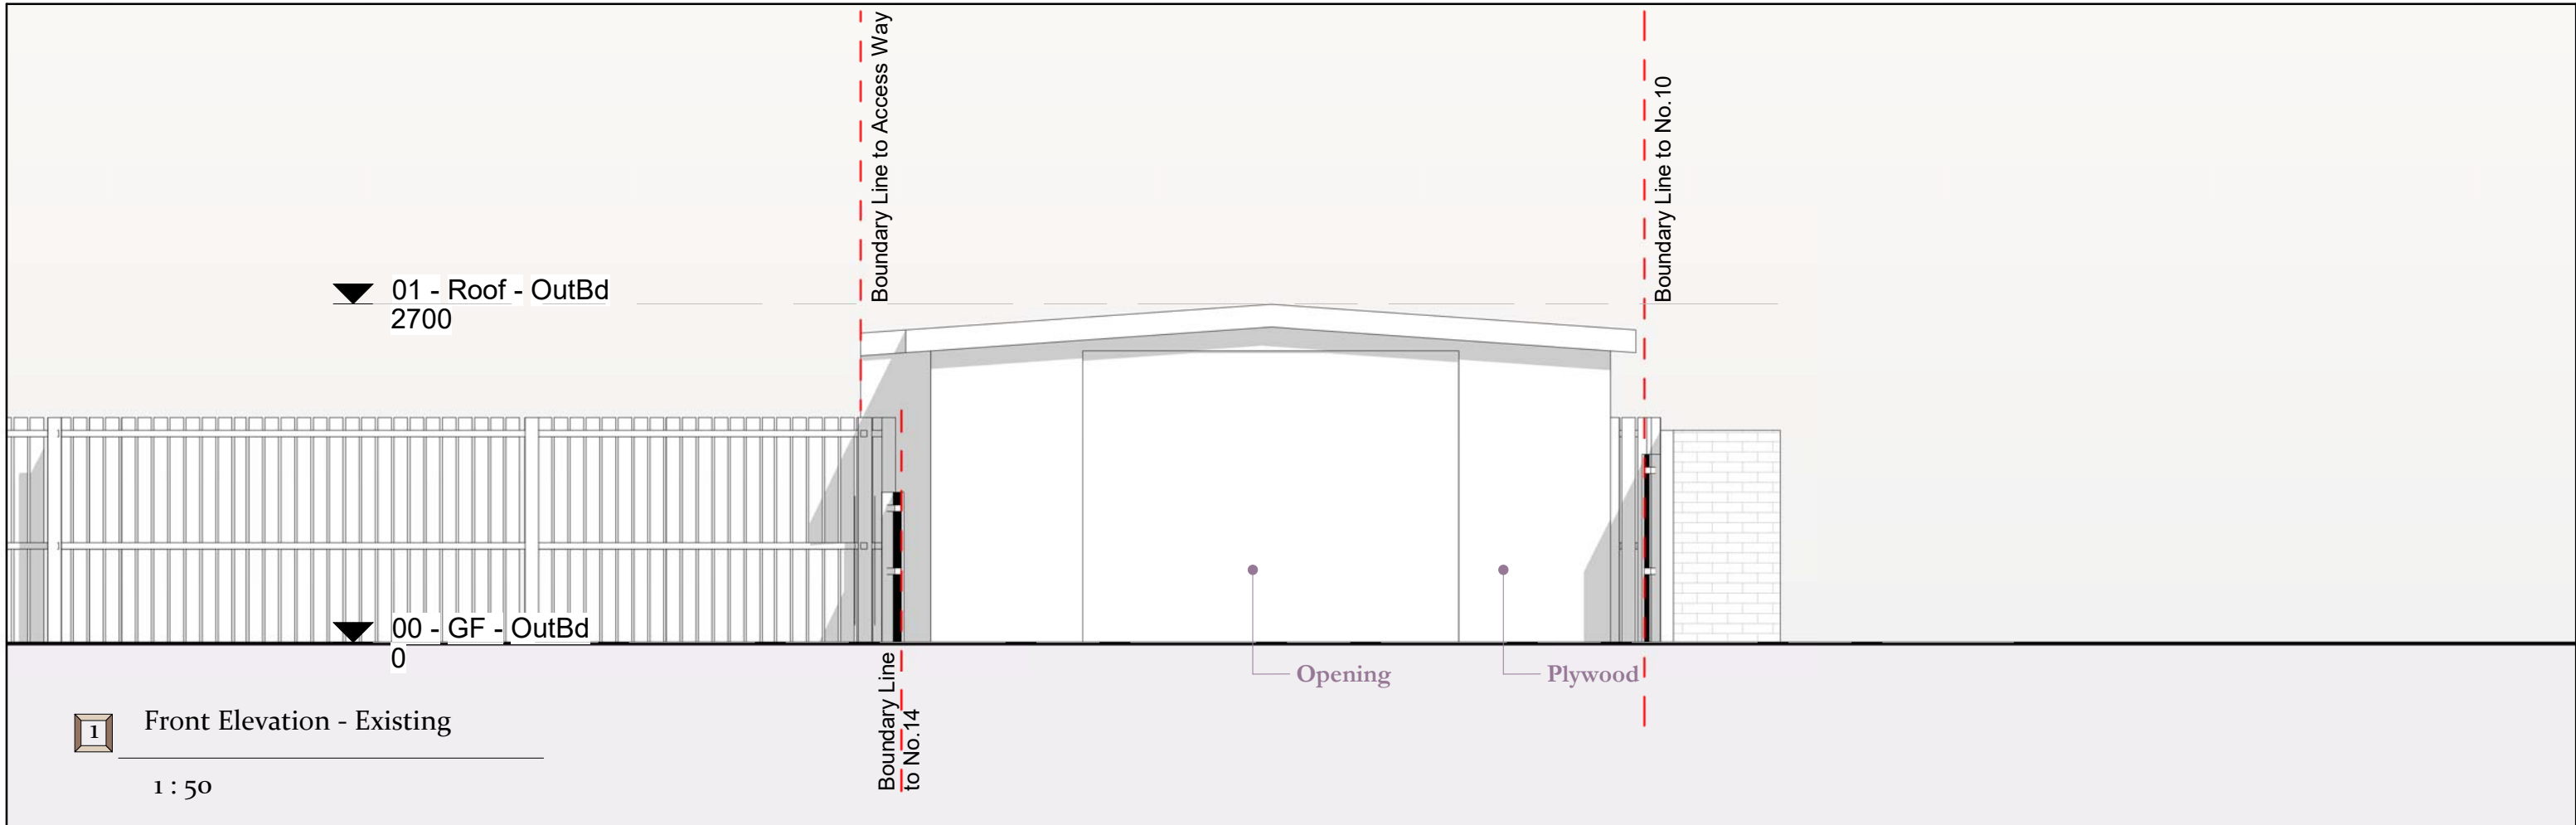 Boundary Line to Access Way
Boundary Line to No.10
01 - Roof - OutBd
2700
00 - GF - OutBd
0
Opening
Plywood
Boundary Line
to No.14
1
Front Elevation - Existing
1 : 50